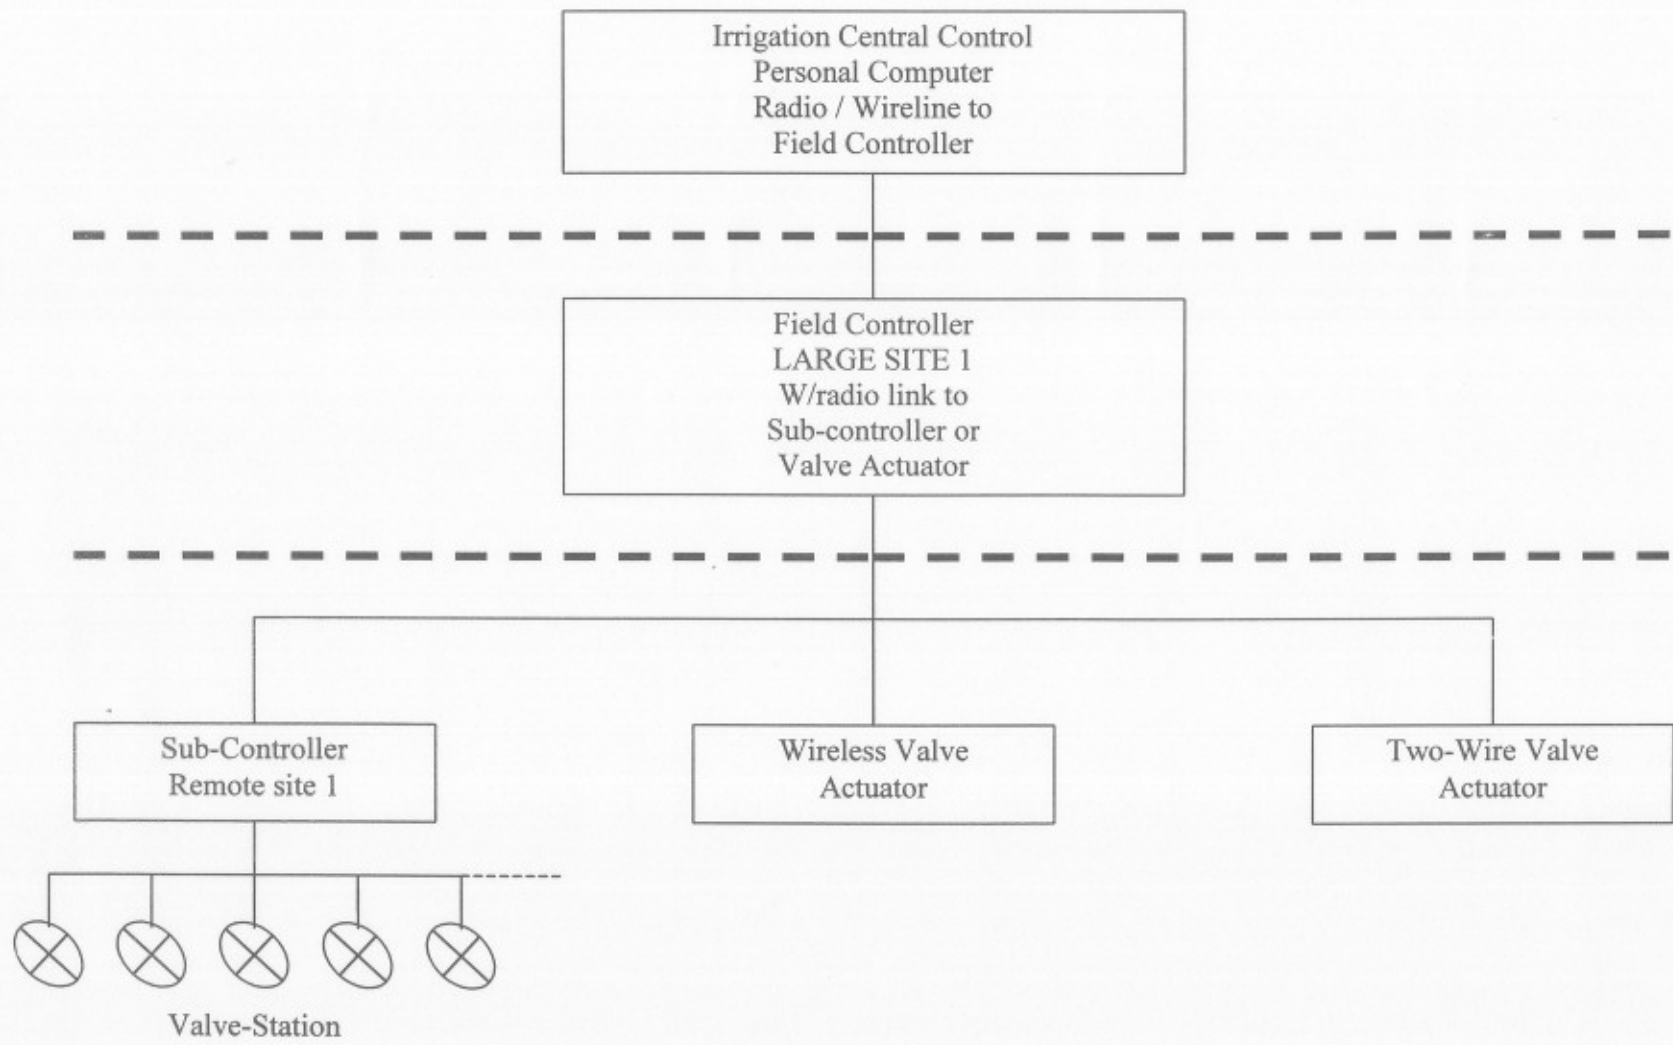 Irrigation Central Control
Personal Computer
Radio / Wireline to
Field Controller
Field Controller
LARGE SITE 1
W/radio link to
Sub-controller or
Valve Actuator
Sub-Controller
Remote site 1
Wireless Valve
Actuator
Two-Wire Valve
Actuator
Valve-Station